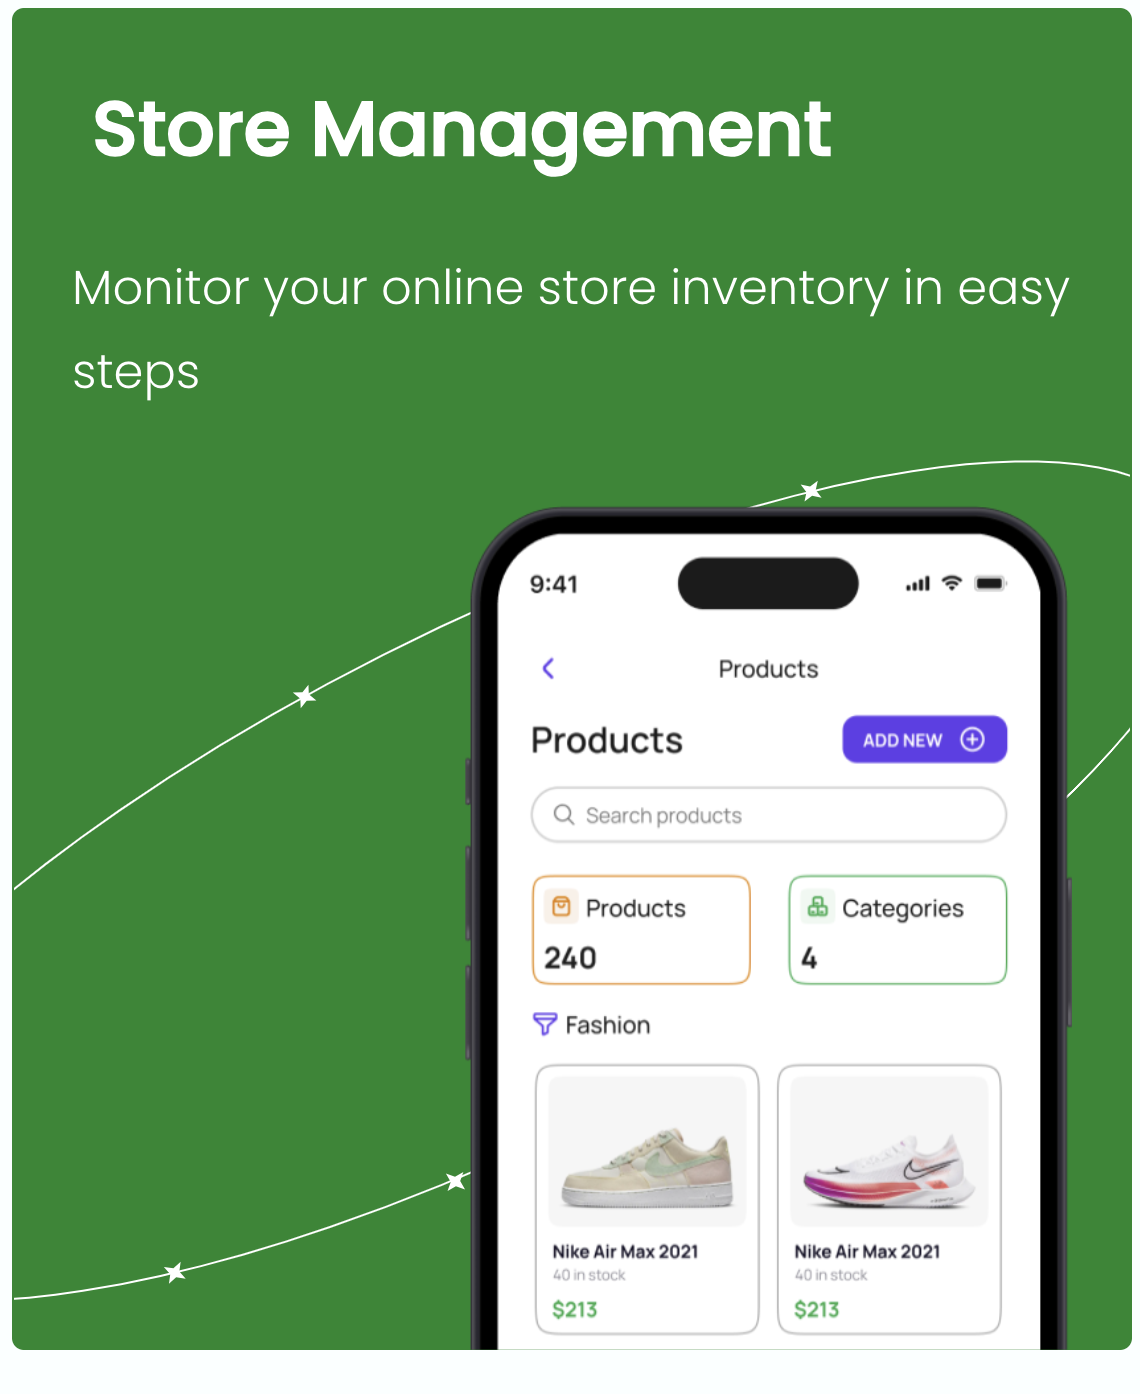 Store Management
Monitor your online store inventory in easy
steps
9:41
Products
Products
ADD NEW
Search products
Products
240
Categories
4
Fashion
Nike Air Max 2021
40 in stock
$213
Nike Air Max 2021
40 in stock
$213